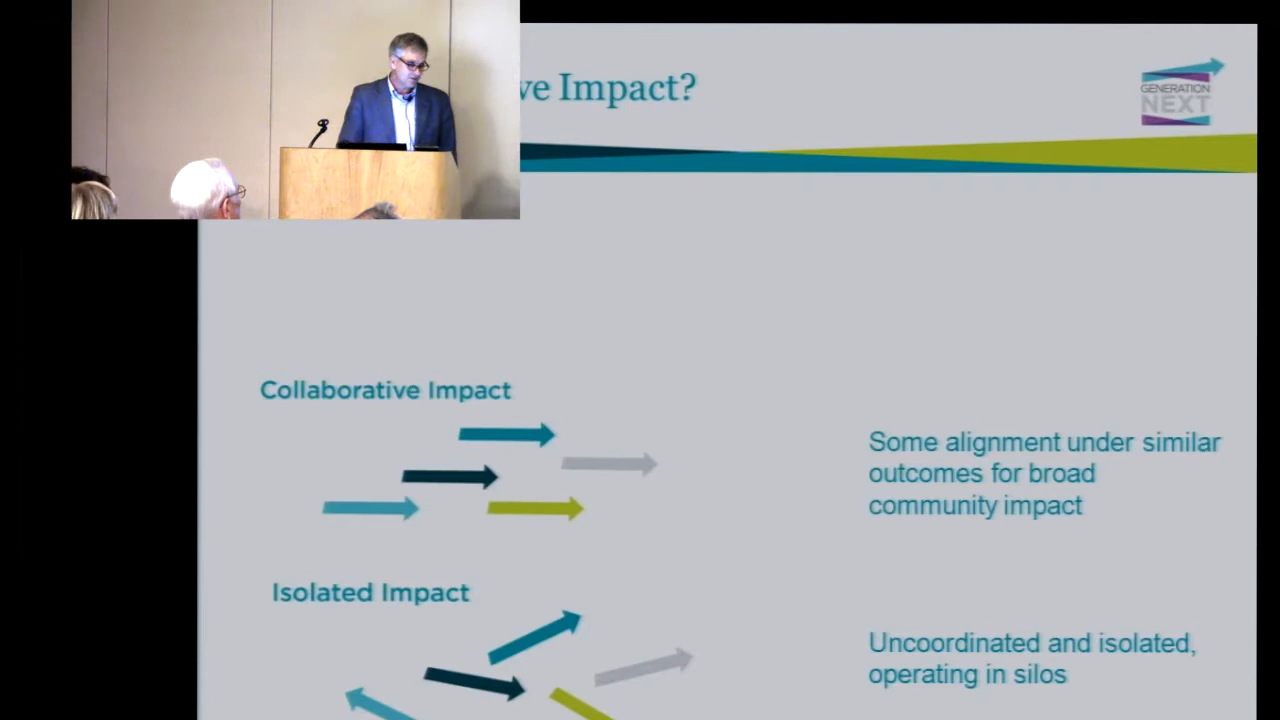 ve Impact?
GENERATION
NEXT
Collaborative Impact
Some alignment under similar
outcomes for broad
community impact
Isolated Impact
Uncoordinated and isolated,
operating in silos